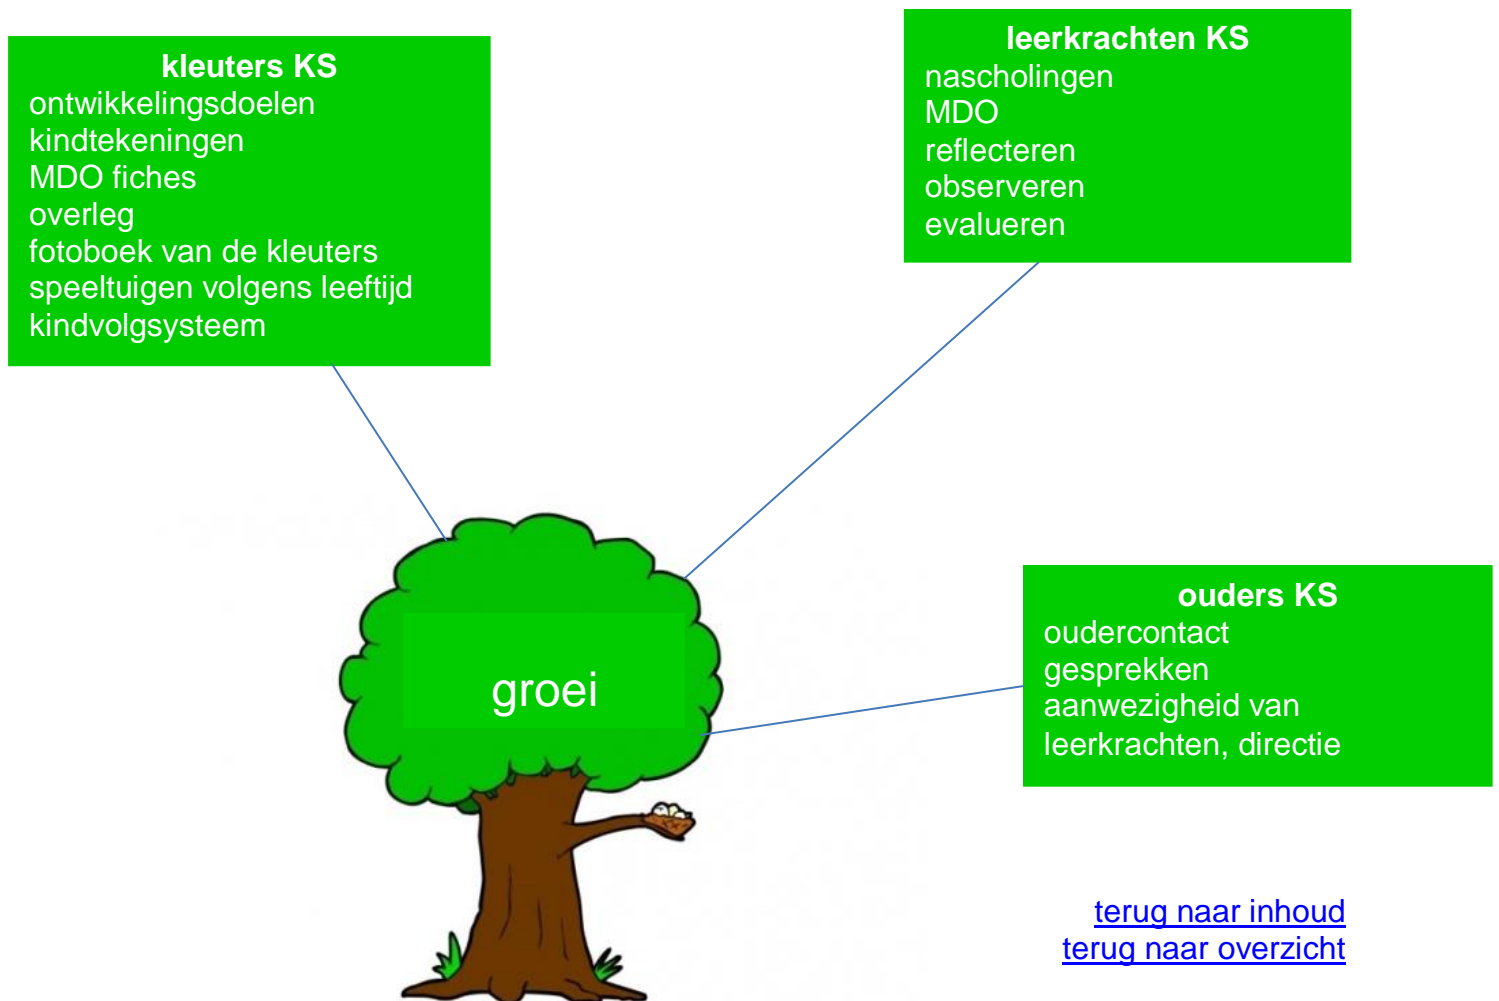 kleuters KS
ontwikkelingsdoelen
kindtekeningen
MDO fiches
overleg
fotoboek van de kleuters
speeltuigen volgens leeftijd
kindvolgsysteem
leerkrachten KS
nascholingen
MDO
reflecteren
observeren
evalueren
groei
ouders KS
oudercontact
gesprekken
aanwezigheid van
leerkrachten, directie
terug naar inhoud
terug naar overzicht